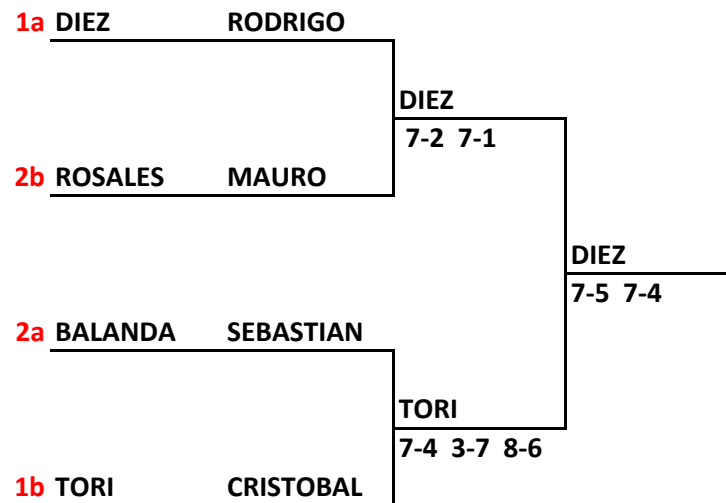 1a DIEZ RODRIGO
DIEZ
7-2 7-1
2b ROSALES MAURO
DIEZ
7-5 7-4
2a BALANDA SEBASTIAN
TORI
7-4 3-7 8-6
1b TORI CRISTOBAL